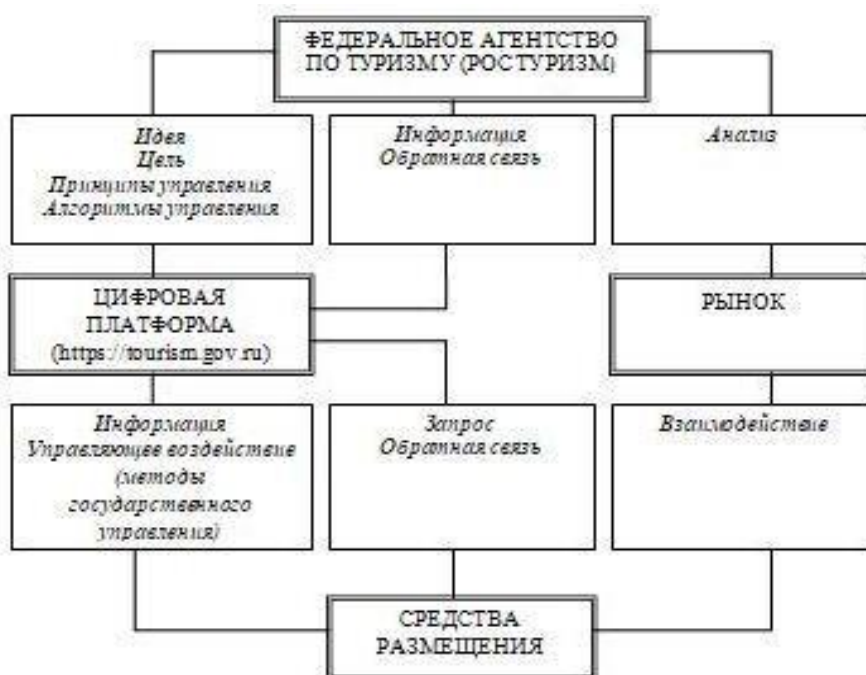 ФЕДЕРАЛЬНОЕ АГЕНТСТВО
ПО ТУРИЗМУ (РОСТУРИЗМ)
Идея
Цель
Принципы управления
Алгоритмы управления
Информация
Обратная связь
Анализ
ЦИФРОВАЯ
ПЛАТФОРМА
(https://tourism.gov.ru)
РЫНОК
Информация
Управляющее воздействие
(методы
государственного
управления)
Запрос
Обратная связь
Взаимодействие
СРЕДСТВА
РАЗМЕЩЕНИЯ